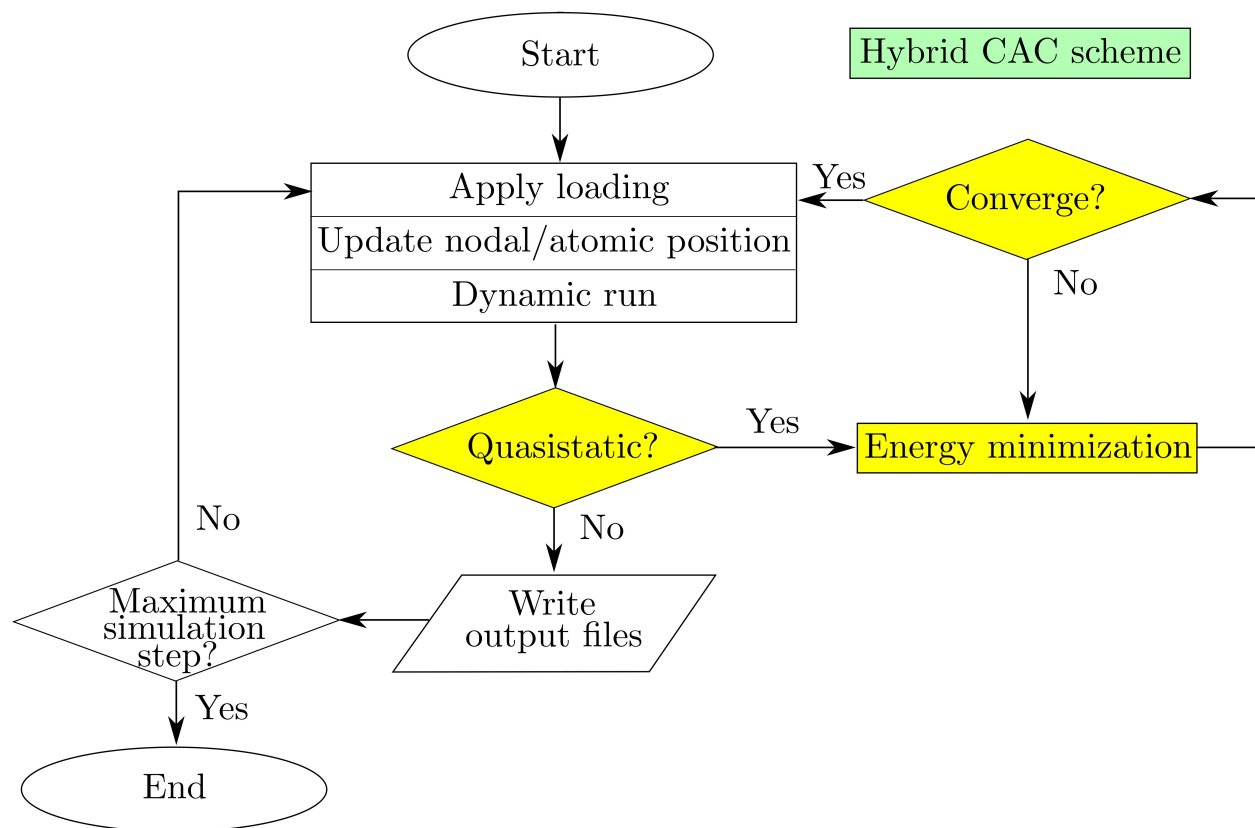 Start
Hybrid CAC scheme
Apply loading
Yes
Converge?
Update nodal/atomic position
Dynamic run
No
Quasistatic?
Yes
Energy minimization
No
No
Maximum
simulation
step?
Write
output files
Yes
End